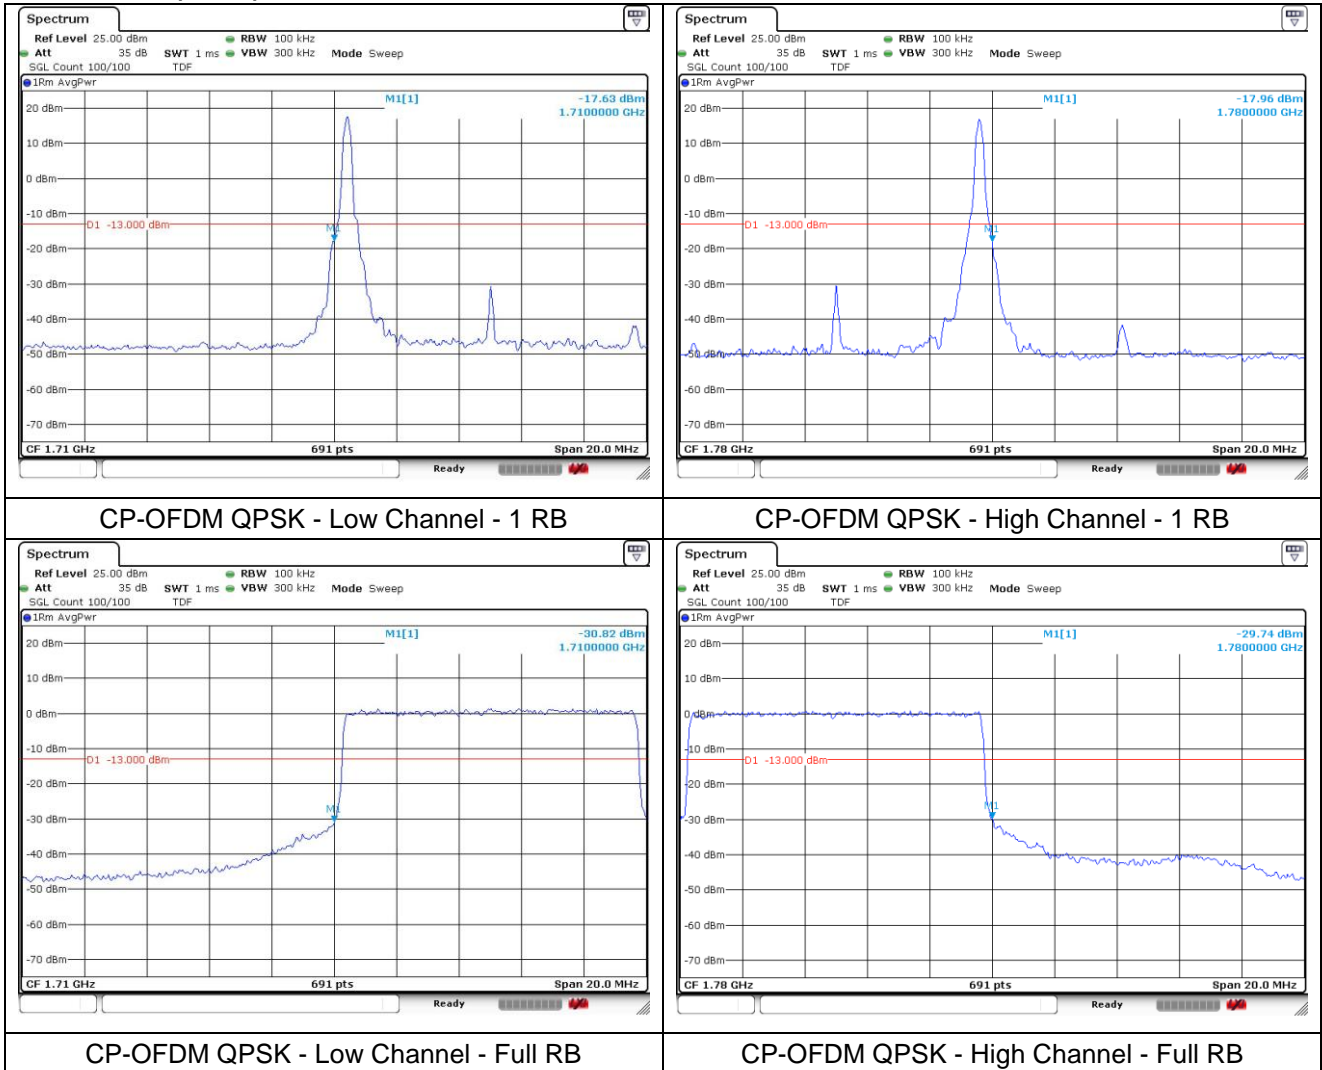 Spectrum
Ref Level 25.00 dBm RBW 100 kHz
Att 35 dB SWT 1 ms VBW 300 kHz Mode Sweep
SGL Count 100/100 TDF
1Rm AvgPwr
M1[1] -17.63 dBm
1.7100000 GHz
20 dBm
10 dBm
0 dBm
-10 dBm
D1 -13.000 dBm
M1
-20 dBm
-30 dBm
-40 dBm
-50 dBm
-60 dBm
-70 dBm
CF 1.71 GHz 691 pts Span 20.0 MHz
Ready
CP-OFDM QPSK - Low Channel - 1 RB
Spectrum
Ref Level 25.00 dBm RBW 100 kHz
Att 35 dB SWT 1 ms VBW 300 kHz Mode Sweep
SGL Count 100/100 TDF
1Rm AvgPwr
M1[1] -17.96 dBm
1.7800000 GHz
20 dBm
10 dBm
0 dBm
-10 dBm
D1 -13.000 dBm
M1
-20 dBm
-30 dBm
-40 dBm
-50 dBm
-60 dBm
-70 dBm
CF 1.78 GHz 691 pts Span 20.0 MHz
Ready
CP-OFDM QPSK - High Channel - 1 RB
Spectrum
Ref Level 25.00 dBm RBW 100 kHz
Att 35 dB SWT 1 ms VBW 300 kHz Mode Sweep
SGL Count 100/100 TDF
1Rm AvgPwr
M1[1] -30.82 dBm
1.7100000 GHz
20 dBm
10 dBm
0 dBm
-10 dBm
D1 -13.000 dBm
-20 dBm
M1
-30 dBm
-40 dBm
-50 dBm
-60 dBm
-70 dBm
CF 1.71 GHz 691 pts Span 20.0 MHz
Ready
CP-OFDM QPSK - Low Channel - Full RB
Spectrum
Ref Level 25.00 dBm RBW 100 kHz
Att 35 dB SWT 1 ms VBW 300 kHz Mode Sweep
SGL Count 100/100 TDF
1Rm AvgPwr
M1[1] -29.74 dBm
1.7800000 GHz
20 dBm
10 dBm
0 dBm
-10 dBm
D1 -13.000 dBm
-20 dBm
M1
-30 dBm
-40 dBm
-50 dBm
-60 dBm
-70 dBm
CF 1.78 GHz 691 pts Span 20.0 MHz
Ready
CP-OFDM QPSK - High Channel - Full RB